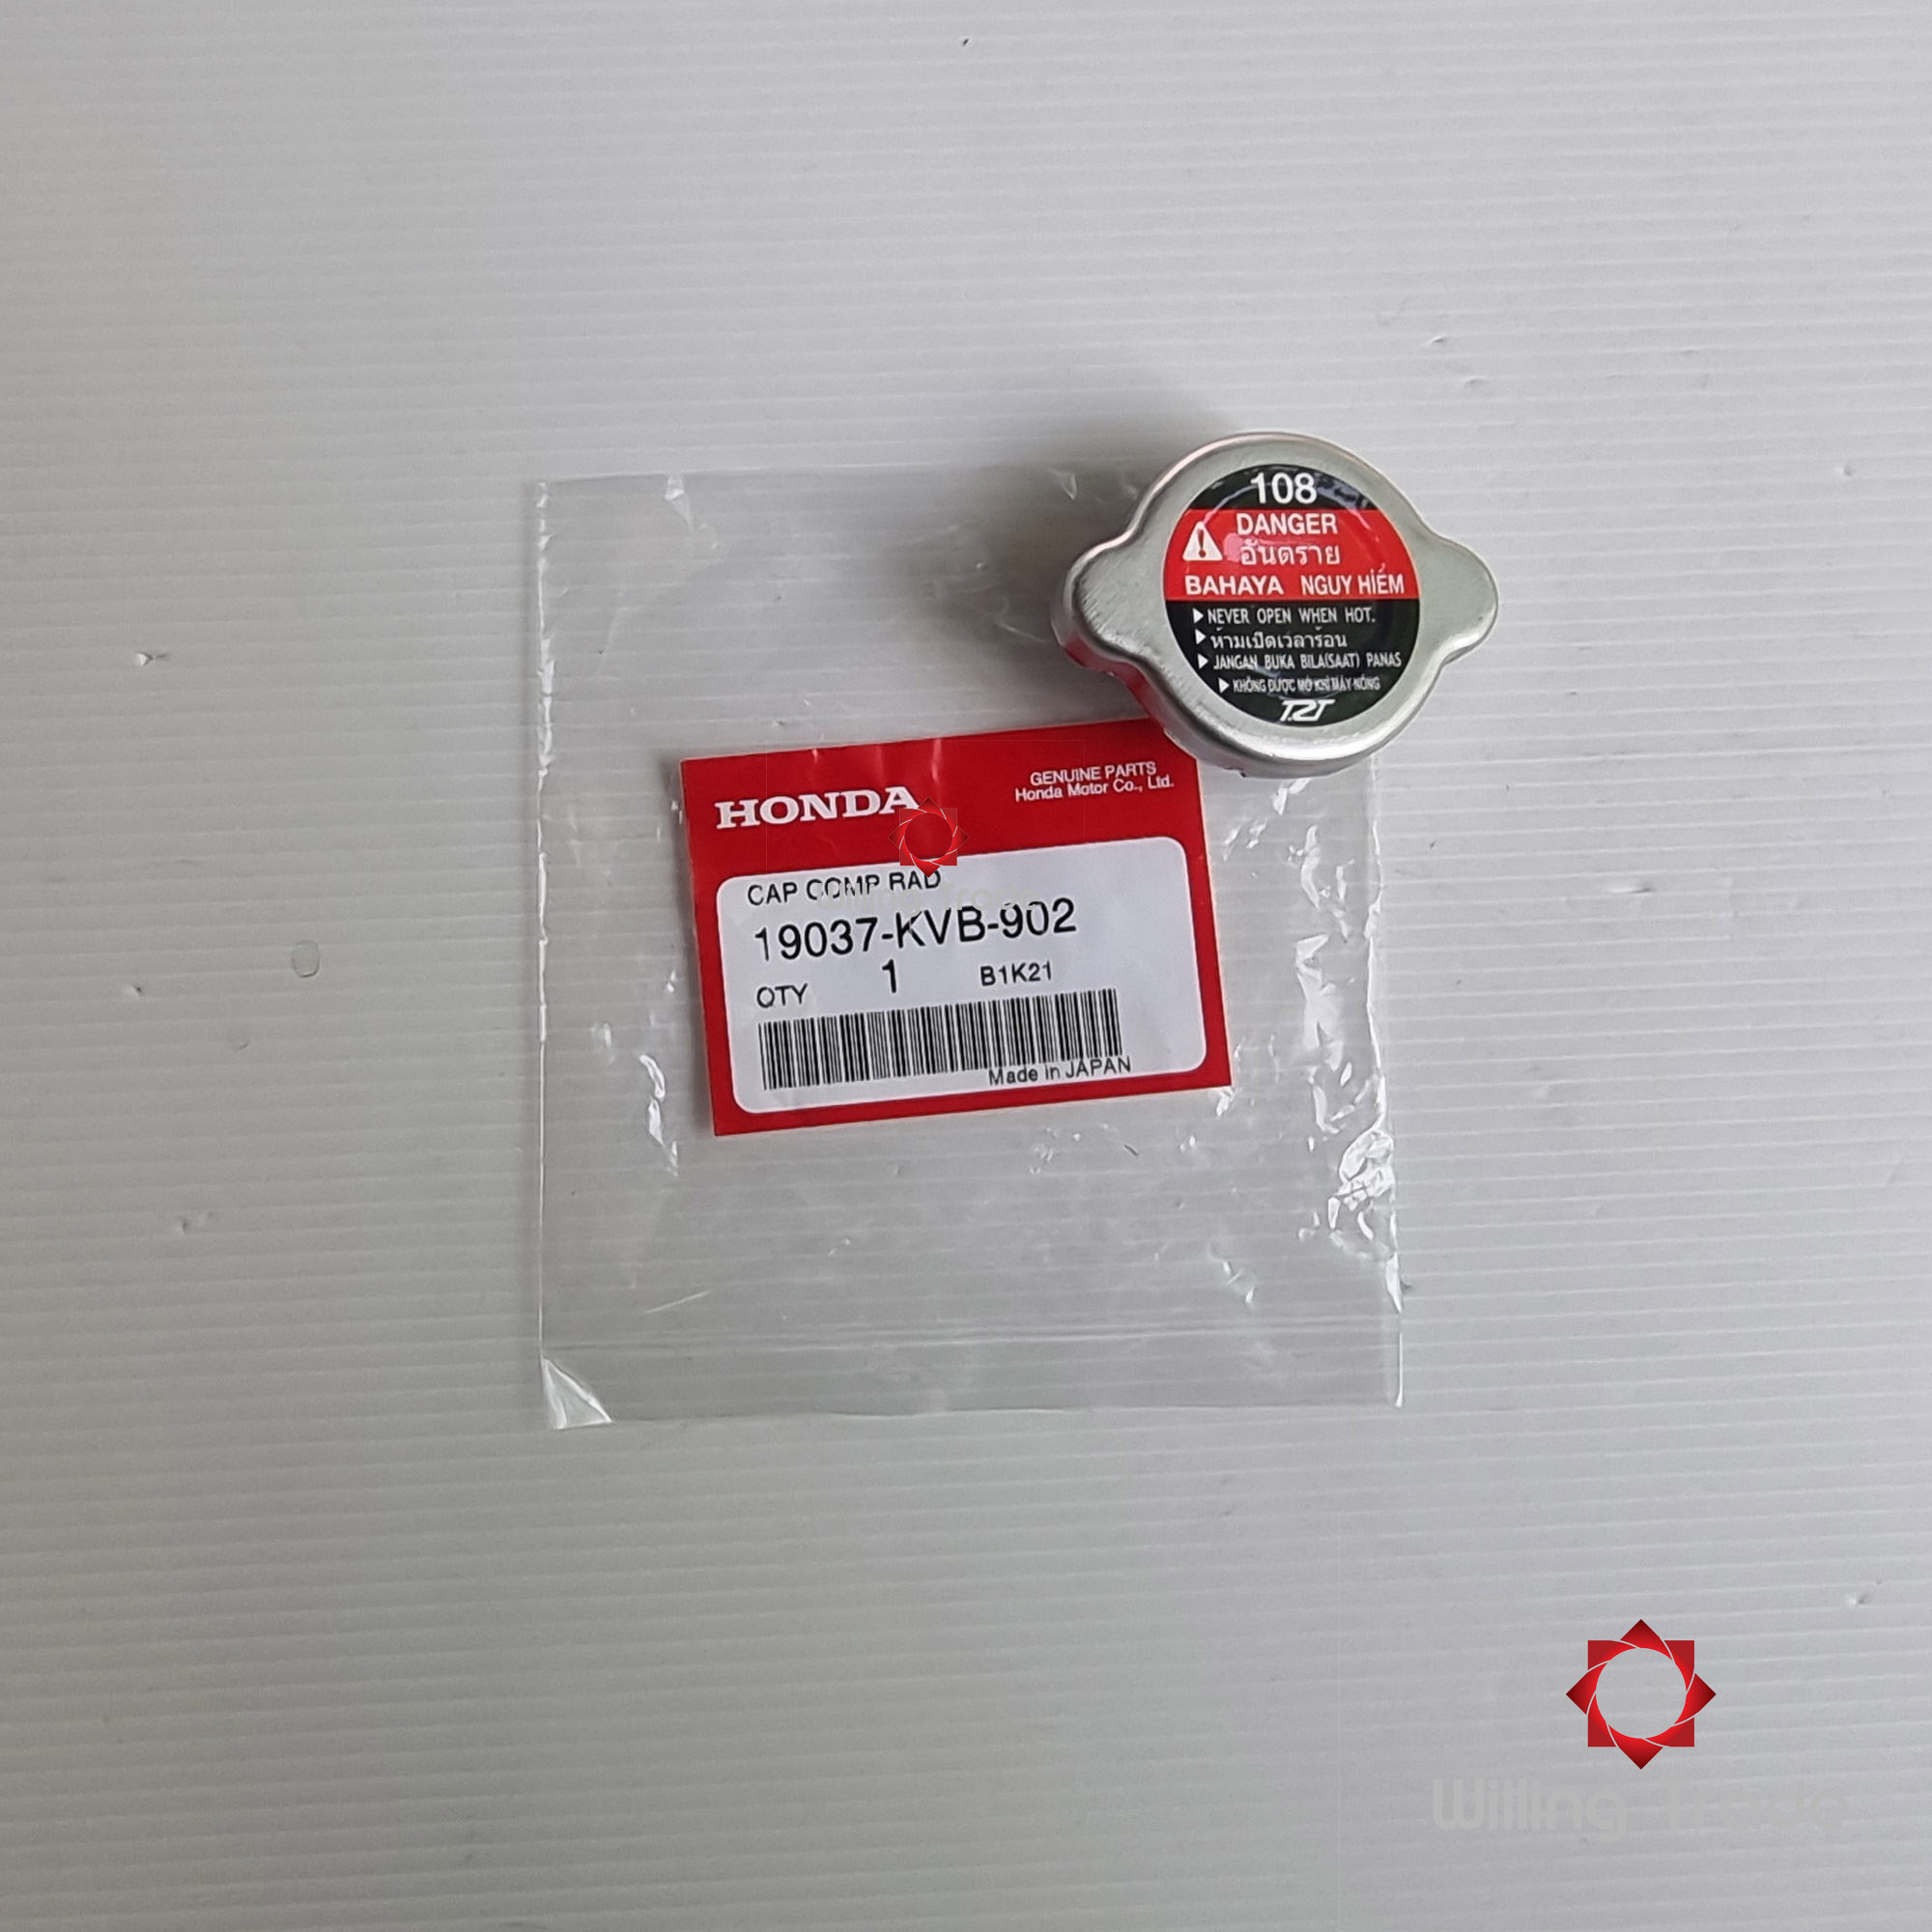 108
DANGER
อันตราย
BAHAYA NGUY HIỂM
NEVER OPEN WHEN HOT.
ห้ามเปิดเวลาร้อน
JANGAN BUKA BILA(SAAT) PANAS
KHÔNG ĐƯỢC MỞ KHI MÁY NÓNG
HONDA
GENUINE PARTS
Honda Motor Co., Ltd.
CAP COMP RAD
19037-KVB-902
QTY 1 B1K21
Made in JAPAN
Willing Trade